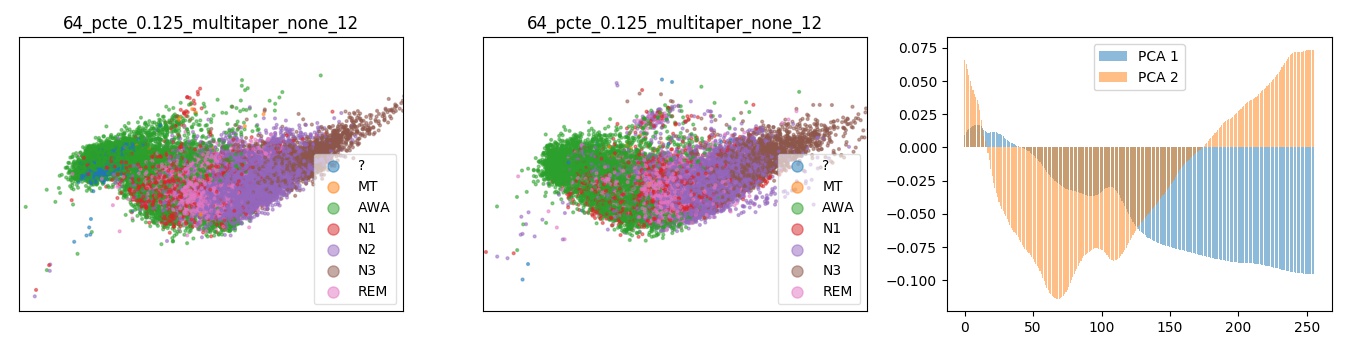 64_pcte_0.125_multitaper_none_12
?
MT
AWA
N1
N2
N3
REM
64_pcte_0.125_multitaper_none_12
?
MT
AWA
N1
N2
N3
REM
PCA 1
PCA 2
0.075
0.050
0.025
0.000
−0.025
−0.050
−0.075
−0.100
0 50 100 150 200 250